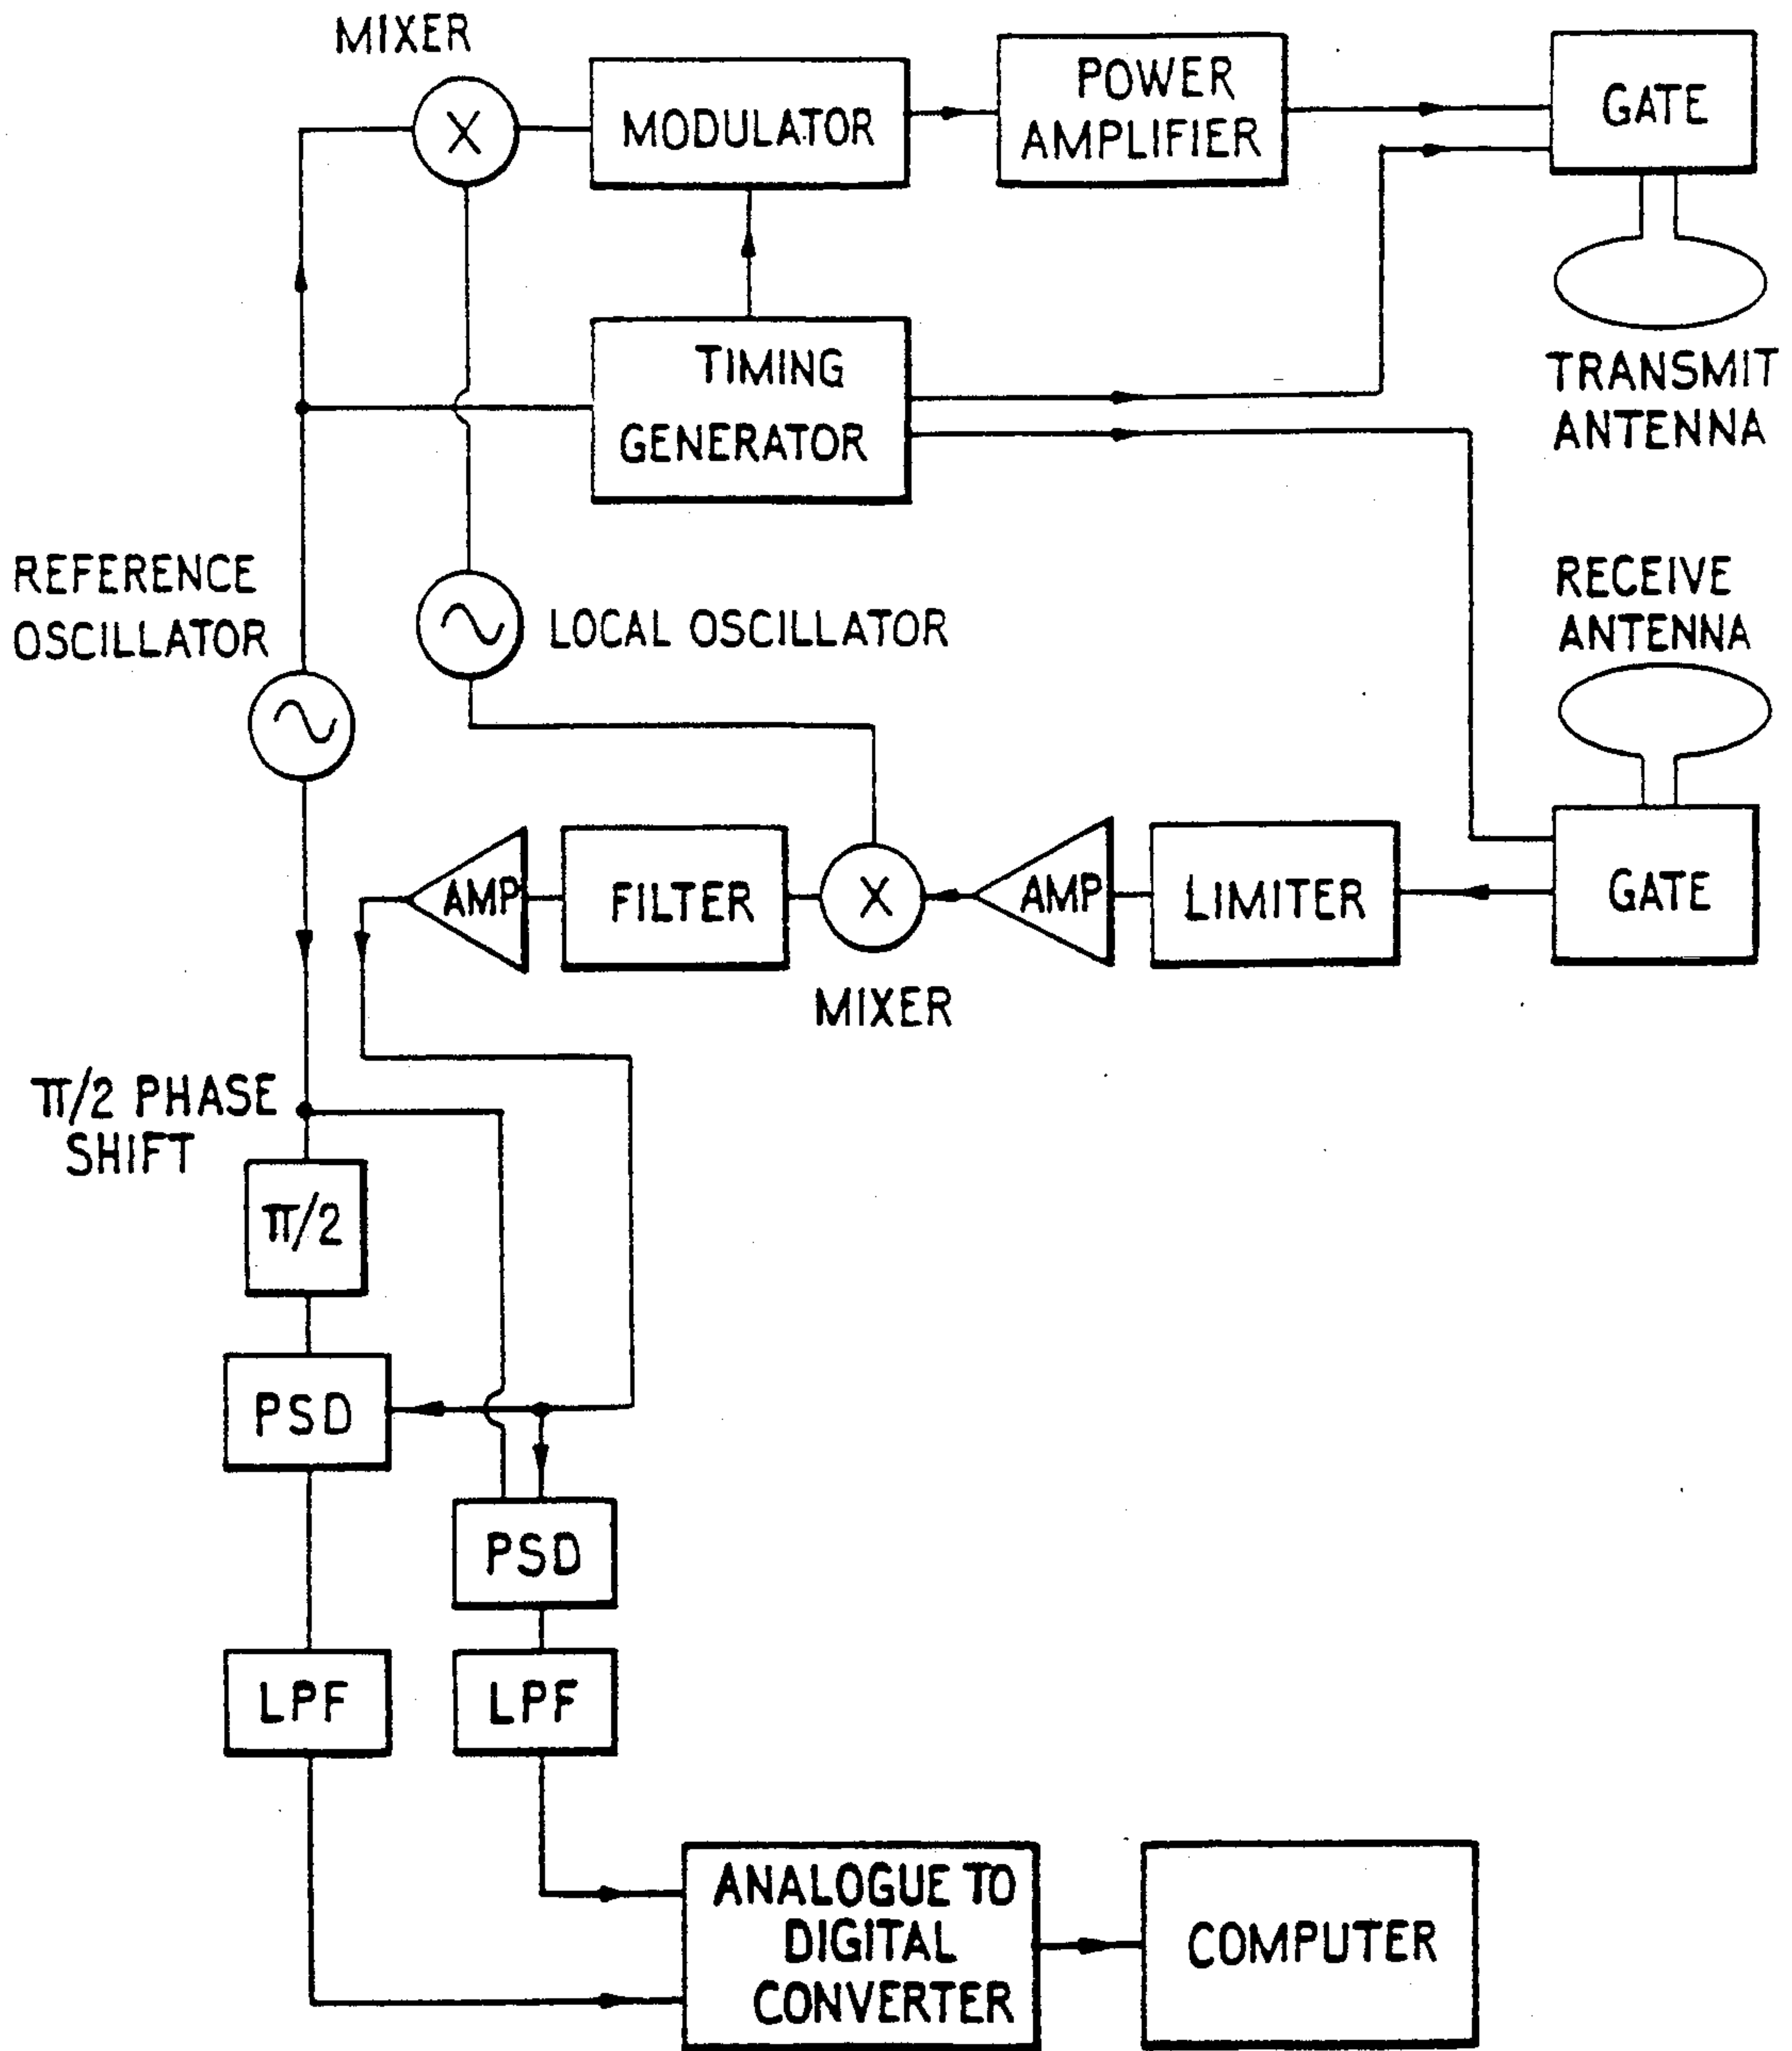 MIXER
X
MODULATOR
POWER
AMPLIFIER
GATE
TRANSMIT
ANTENNA
TIMING
GENERATOR
REFERENCE
OSCILLATOR
LOCAL OSCILLATOR
RECEIVE
ANTENNA
AMP
FILTER
X
AMP
LIMITER
GATE
MIXER
π/2 PHASE
SHIFT
π/2
PSD
PSD
LPF
LPF
ANALOGUE TO
DIGITAL
CONVERTER
COMPUTER